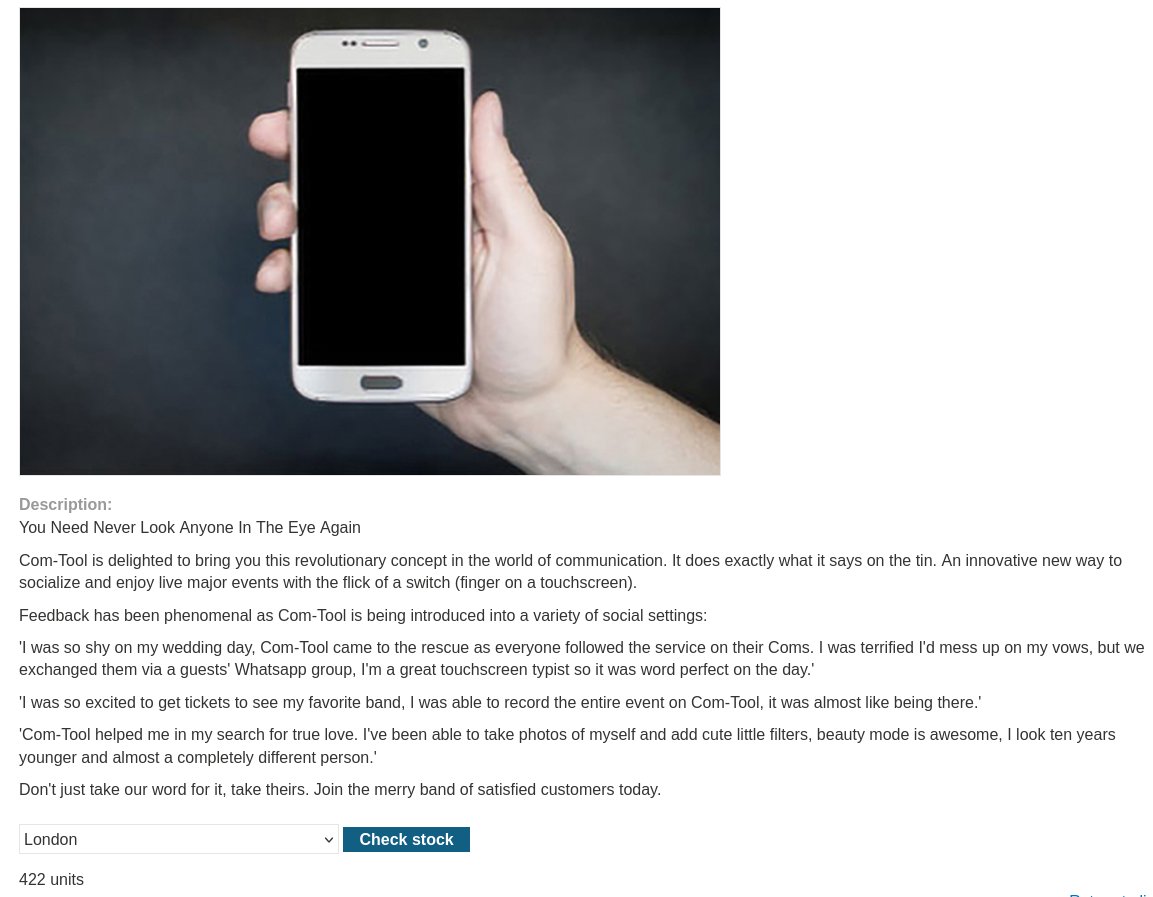 Description:
You Need Never Look Anyone In The Eye Again
Com-Tool is delighted to bring you this revolutionary concept in the world of communication. It does exactly what it says on the tin. An innovative new way to
socialize and enjoy live major events with the flick of a switch (finger on a touchscreen).
Feedback has been phenomenal as Com-Tool is being introduced into a variety of social settings:
'I was so shy on my wedding day, Com-Tool came to the rescue as everyone followed the service on their Coms. I was terrified I'd mess up on my vows, but we
exchanged them via a guests' Whatsapp group, I'm a great touchscreen typist so it was word perfect on the day.'
'I was so excited to get tickets to see my favorite band, I was able to record the entire event on Com-Tool, it was almost like being there.'
'Com-Tool helped me in my search for true love. I've been able to take photos of myself and add cute little filters, beauty mode is awesome, I look ten years
younger and almost a completely different person.'
Don't just take our word for it, take theirs. Join the merry band of satisfied customers today.
London
Check stock
422 units